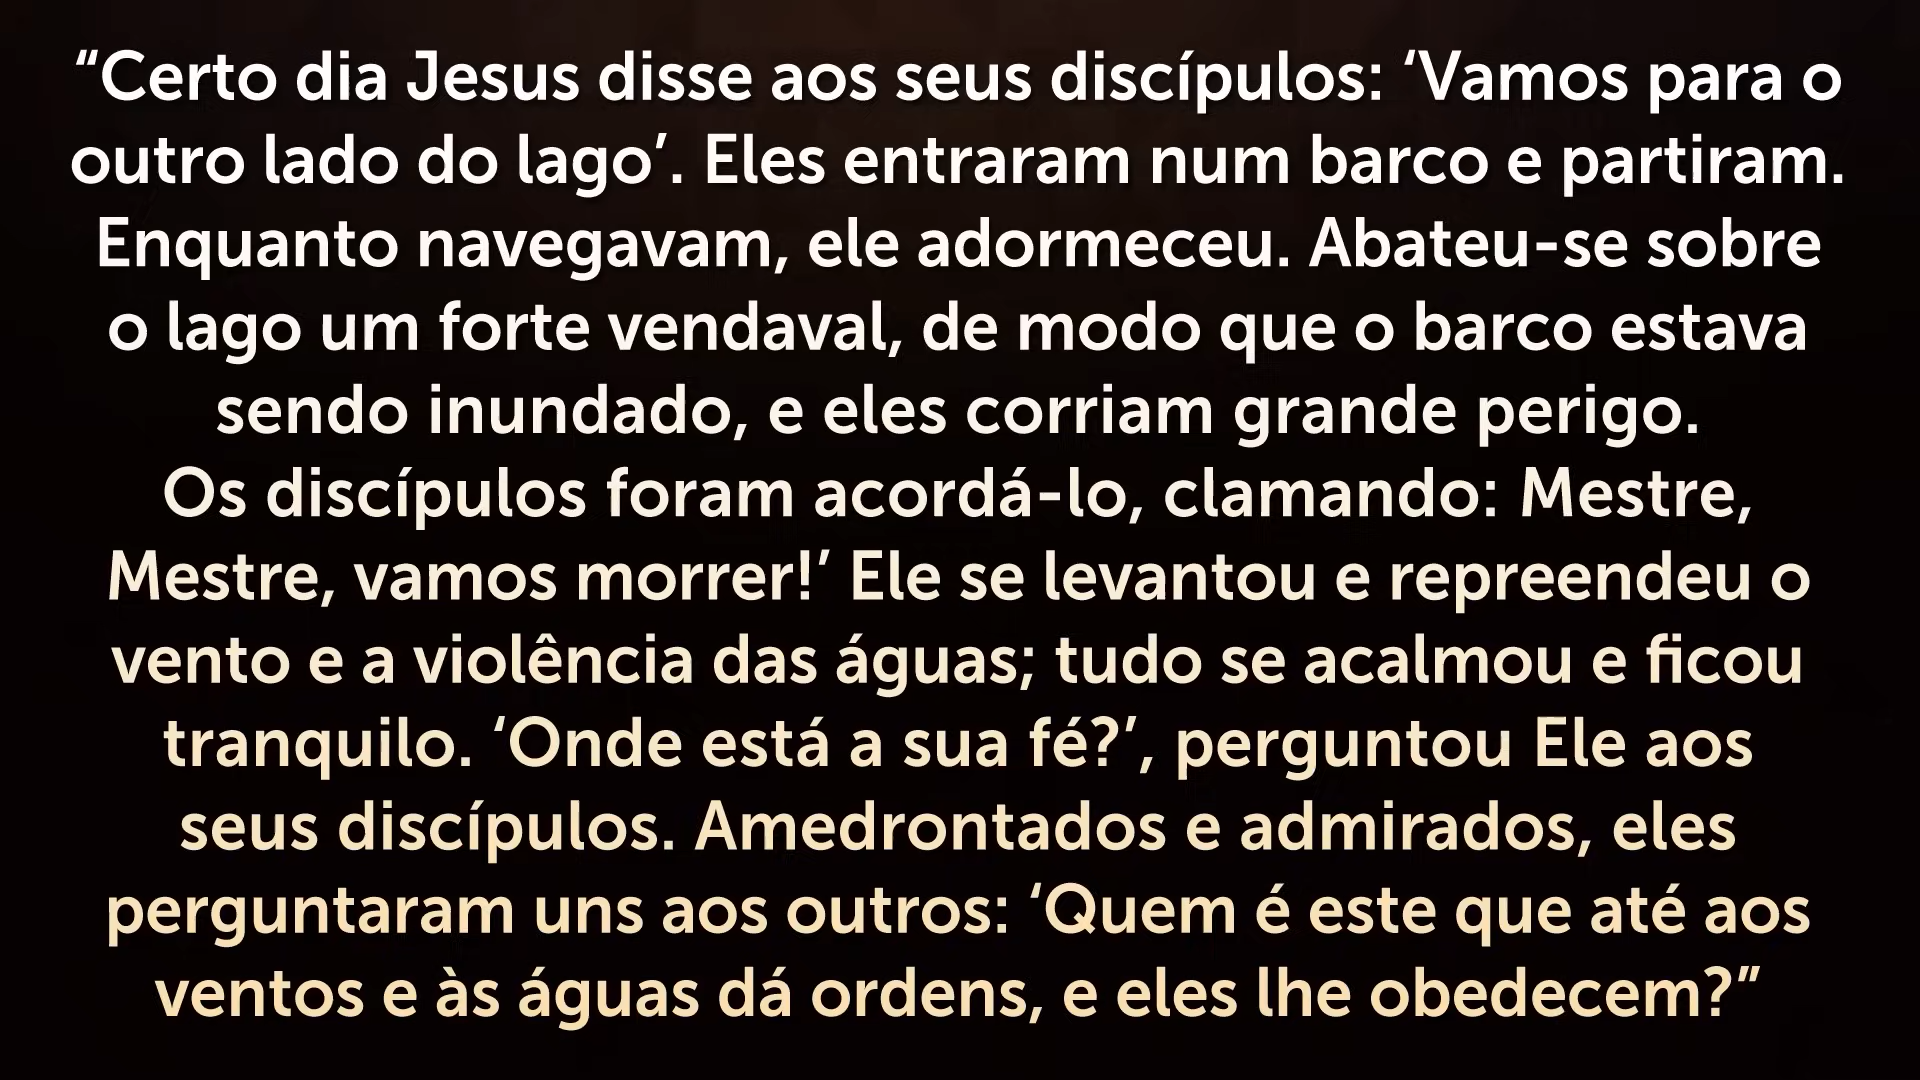 “Certo dia Jesus disse aos seus discípulos: ‘Vamos para o
outro lado do lago’. Eles entraram num barco e partiram.
Enquanto navegavam, ele adormeceu. Abateu-se sobre
o lago um forte vendaval, de modo que o barco estava
sendo inundado, e eles corriam grande perigo.
Os discípulos foram acordá-lo, clamando: Mestre,
Mestre, vamos morrer!’ Ele se levantou e repreendeu o
vento e a violência das águas; tudo se acalmou e ficou
tranquilo. ‘Onde está a sua fé?’, perguntou Ele aos
seus discípulos. Amedrontados e admirados, eles
perguntaram uns aos outros: ‘Quem é este que até aos
ventos e às águas dá ordens, e eles lhe obedecem?”